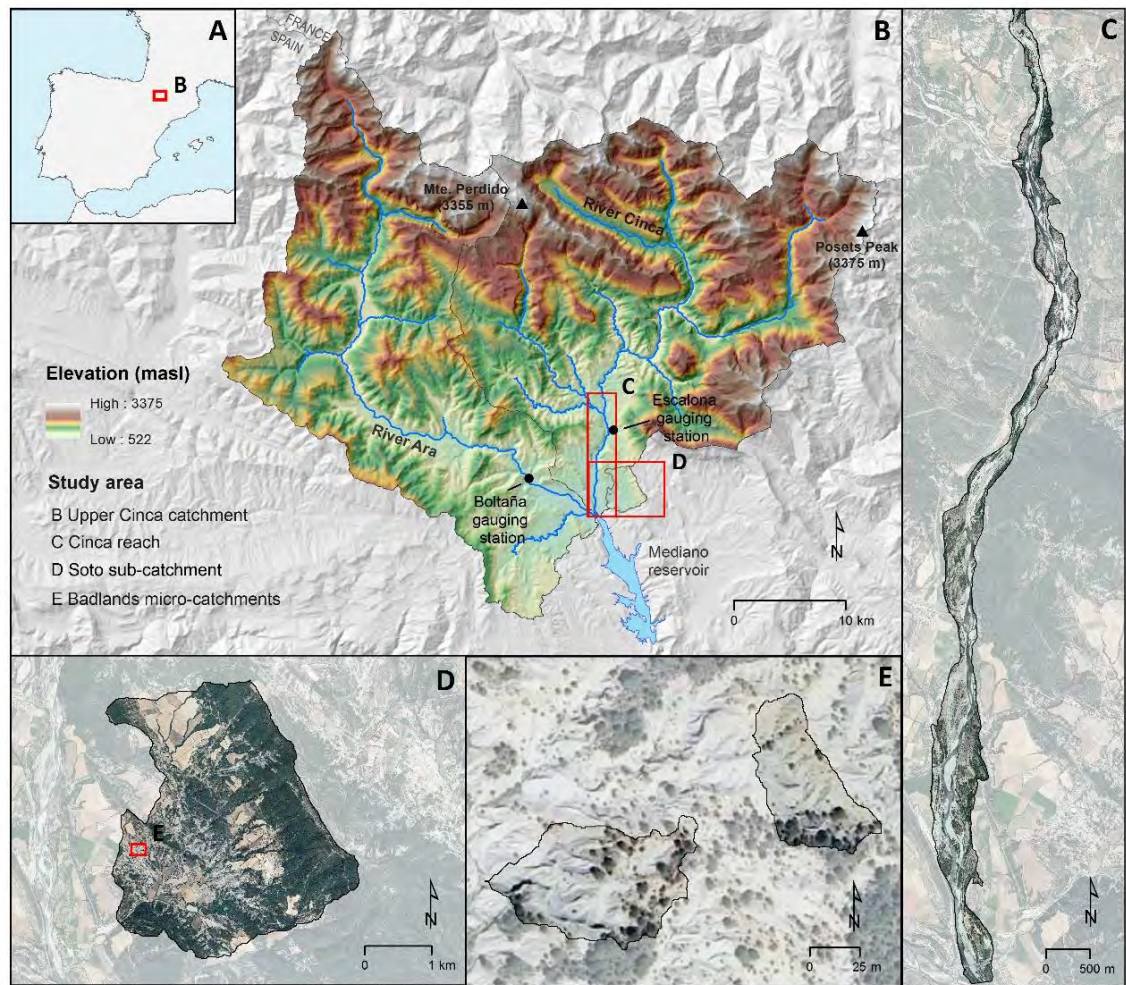 A
B
FRANCE
SPAIN
B
Mte. Perdido
(3355 m)
River Cinca
Posets Peak
(3375 m)
Elevation (masl)
High : 3375
Low : 522
River Ara
C
Escalona
gauging
station
D
Boltaña
gauging
station
Mediano
reservoir
N
0 10 km
Study area
B Upper Cinca catchment
C Cinca reach
D Soto sub-catchment
E Badlands micro-catchments
C
N
0 500 m
D
E
N
0 1 km
E
N
0 25 m